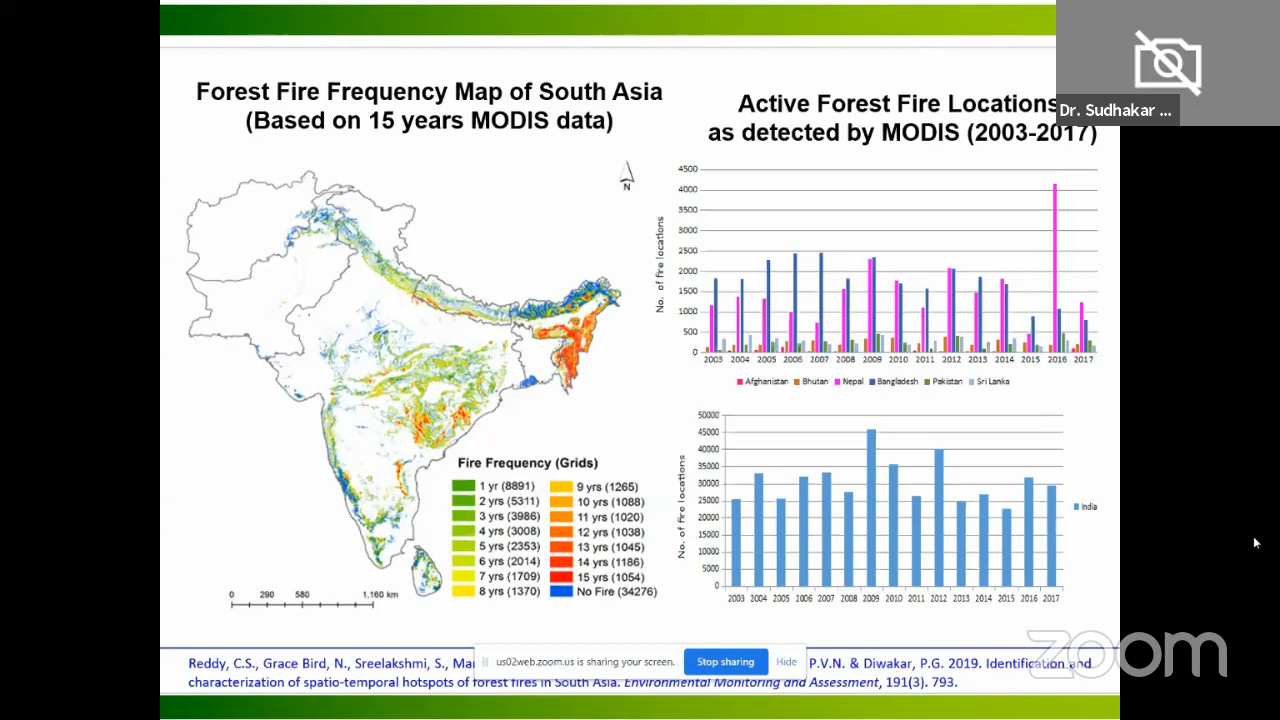 Dr. Sudhakar ...
Forest Fire Frequency Map of South Asia
(Based on 15 years MODIS data)
Active Forest Fire Locations
as detected by MODIS (2003-2017)
N
No. of fire locations
4500
4000
3500
3000
2500
2000
1500
1000
500
0
2003 2004 2005 2006 2007 2008 2009 2010 2011 2012 2013 2014 2015 2016 2017
Afghanistan Bhutan Nepal Bangladesh Pakistan Sri Lanka
No. of fire locations
50000
45000
40000
35000
30000
25000
20000
15000
10000
5000
0
2003 2004 2005 2006 2007 2008 2009 2010 2011 2012 2013 2014 2015 2016 2017
India
Fire Frequency (Grids)
1 yr (8891)
2 yrs (5311)
3 yrs (3986)
4 yrs (3008)
5 yrs (2353)
6 yrs (2014)
7 yrs (1709)
8 yrs (1370)
9 yrs (1265)
10 yrs (1088)
11 yrs (1020)
12 yrs (1038)
13 yrs (1045)
14 yrs (1186)
15 yrs (1054)
No Fire (34276)
0 290 580 1,160 km
Reddy, C.S., Grace Bird, N., Sreelakshmi, S., P.V.N. & Diwakar, P.G. 2019. Identification and
characterization of spatio-temporal hotspots of forest fires in South Asia. Environmental Monitoring and Assessment, 191(3). 793.
us02web.zoom.us is sharing your screen. Stop sharing Hide
zoom